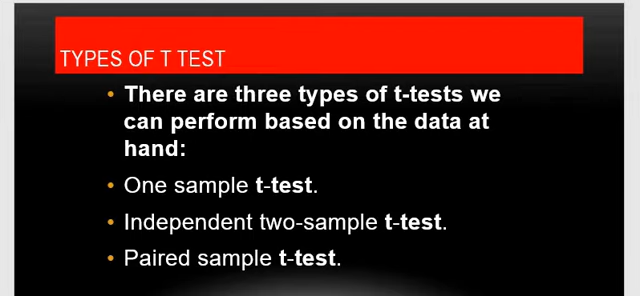 TYPES OF T TEST
• There are three types of t-tests we
can perform based on the data at
hand:
• One sample t-test.
• Independent two-sample t-test.
• Paired sample t-test.